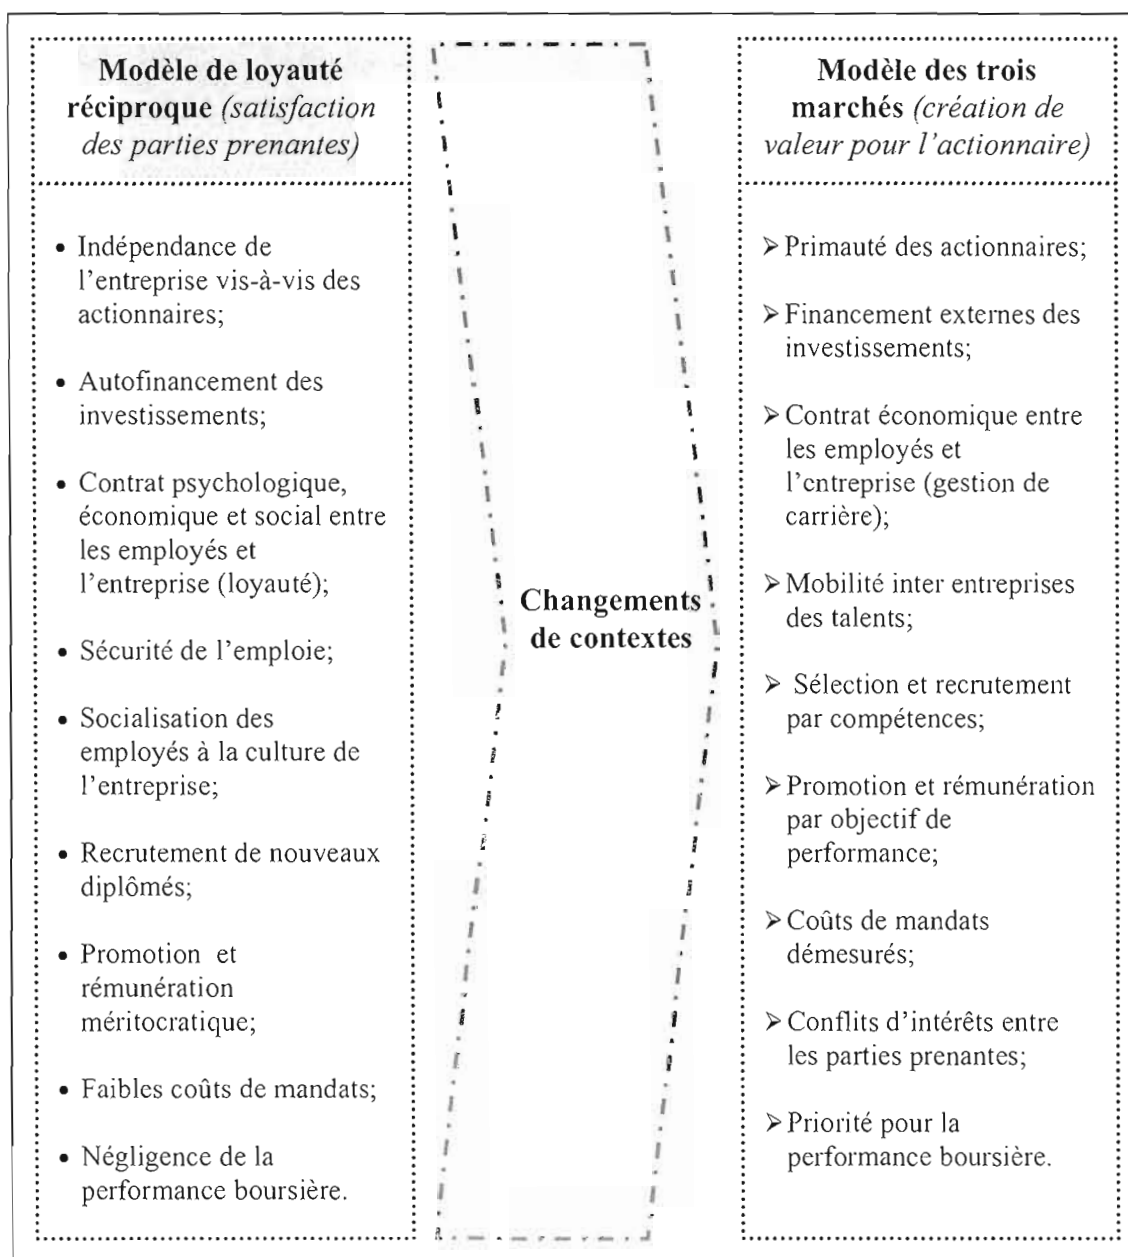 Modèle de loyauté
réciproque (satisfaction
des parties prenantes)
• Indépendance de
l'entreprise vis-à-vis des
actionnaires;
• Autofinancement des
investissements;
• Contrat psychologique,
économique et social entre
les employés et
l'entreprise (loyauté);
• Sécurité de l'emploie;
• Socialisation des
employés à la culture de
l'entreprise;
• Recrutement de nouveaux
diplômés;
• Promotion et
rémunération
méritocratique;
• Faibles coûts de mandats;
• Négligence de la
performance boursière.
Changements
de contextes
Modèle des trois
marchés (création de
valeur pour l'actionnaire)
➢ Primauté des actionnaires;
➢ Financement externes des
investissements;
➢ Contrat économique entre
les employés et
l'entreprise (gestion de
carrière);
➢ Mobilité inter entreprises
des talents;
➢ Sélection et recrutement
par compétences;
➢ Promotion et rémunération
par objectif de
performance;
➢ Coûts de mandats
démesurés;
➢ Conflits d'intérêts entre
les parties prenantes;
➢ Priorité pour la
performance boursière.